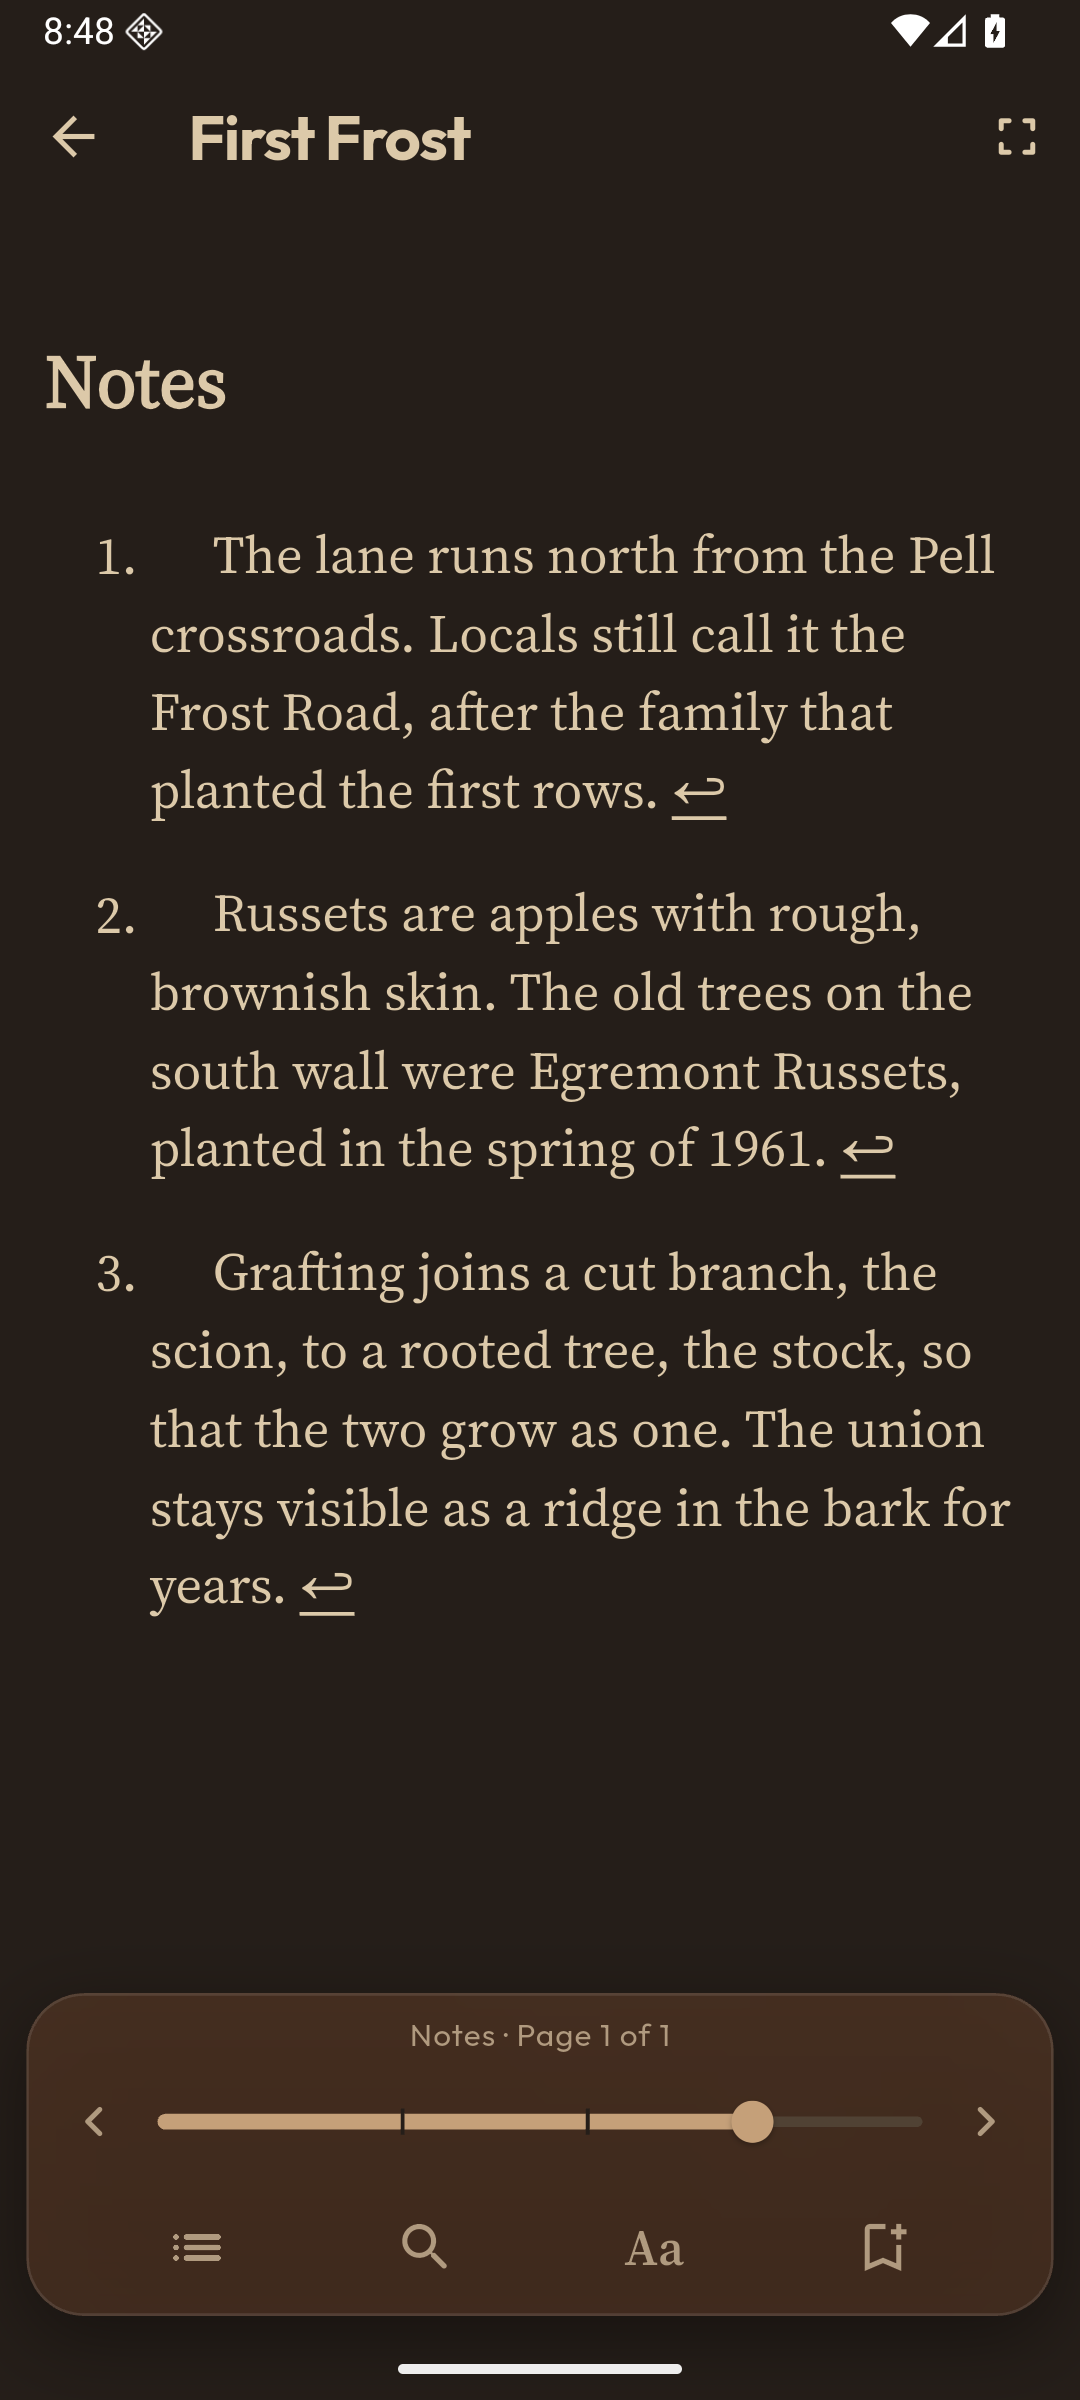 8:48
First Frost
Notes
1. The lane runs north from the Pell
crossroads. Locals still call it the
Frost Road, after the family that
planted the first rows. ↩
2. Russets are apples with rough,
brownish skin. The old trees on the
south wall were Egremont Russets,
planted in the spring of 1961. ↩
3. Grafting joins a cut branch, the
scion, to a rooted tree, the stock, so
that the two grow as one. The union
stays visible as a ridge in the bark for
years. ↩
Notes · Page 1 of 1
Aa